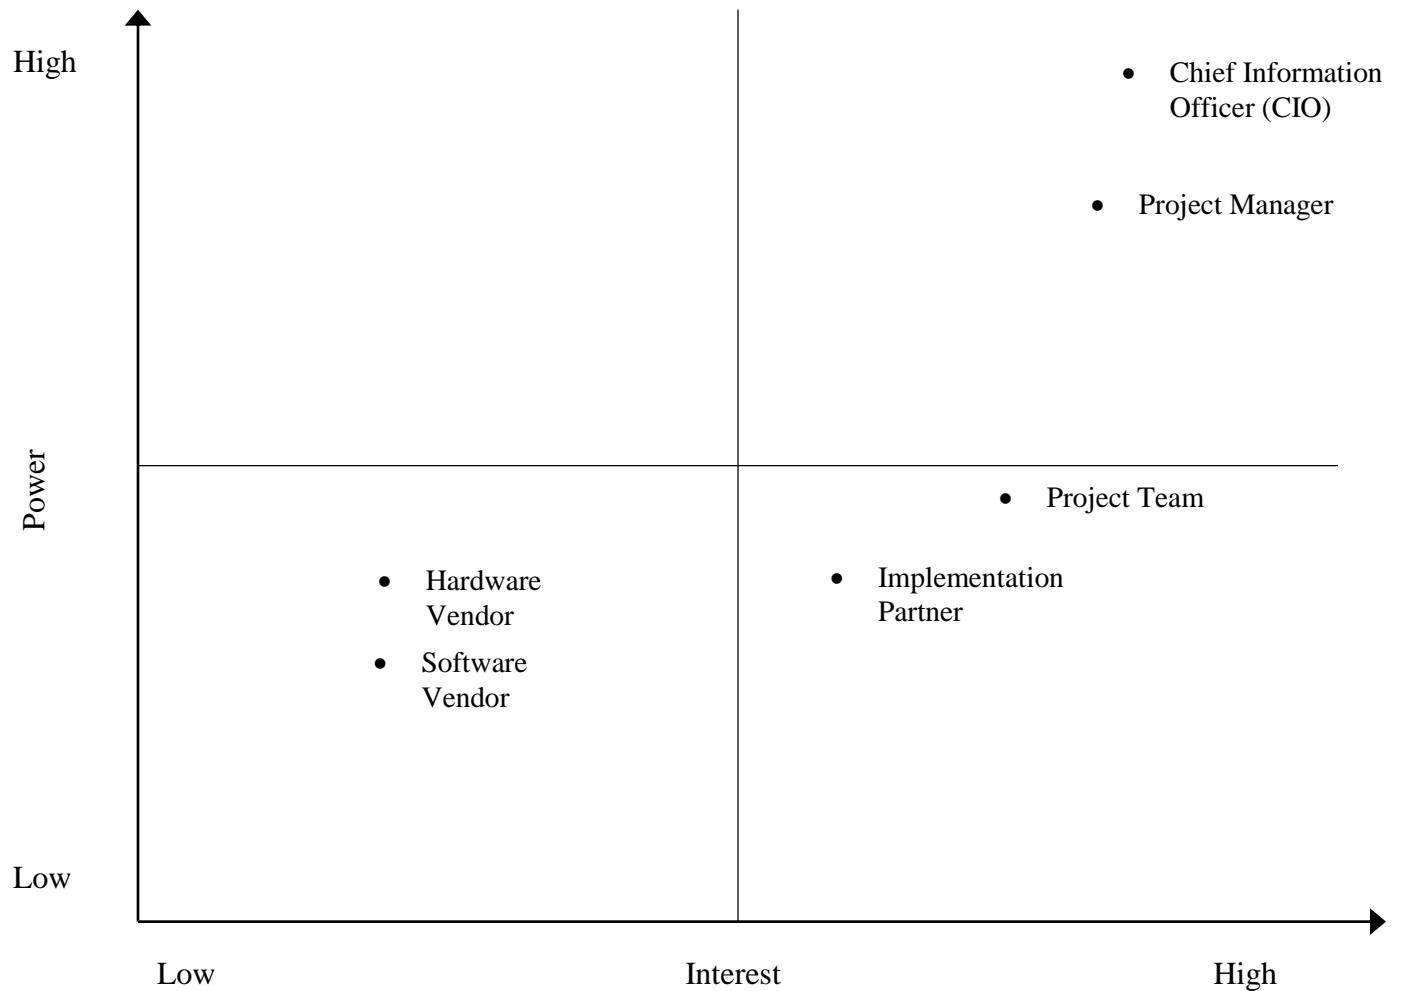 High
• Chief Information
Officer (CIO)
• Project Manager
Power
• Project Team
• Hardware
Vendor
• Implementation
Partner
• Software
Vendor
Low
Low
Interest
High